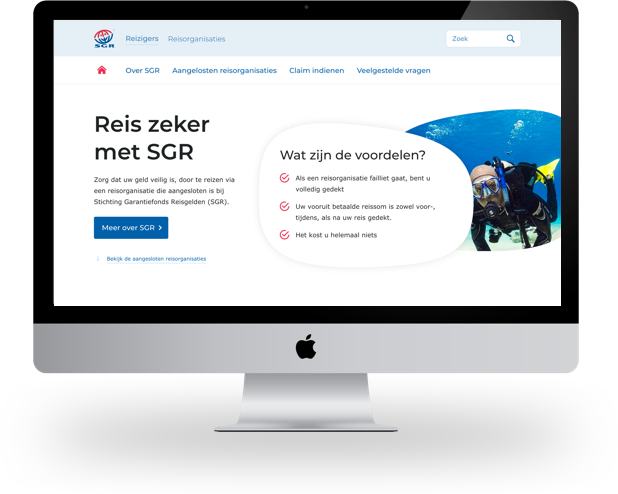 SGR
Reizigers
Reisorganisaties
Zoek
Over SGR
Aangelosten reisorganisaties
Claim indienen
Veelgestelde vragen
Reis zeker
met SGR
Zorg dat uw geld veilig is, door te reizen via
een reisorganisatie die aangesloten is bij
Stichting Garantiefonds Reisgelden (SGR).
Meer over SGR
Bekijk de aangesloten reisorganisaties
Wat zijn de voordelen?
Als een reisorganisatie failliet gaat, bent u
volledig gedekt
Uw vooruit betaalde reissom is zowel voor-,
tijdens, als na uw reis gedekt.
Het kost u helemaal niets